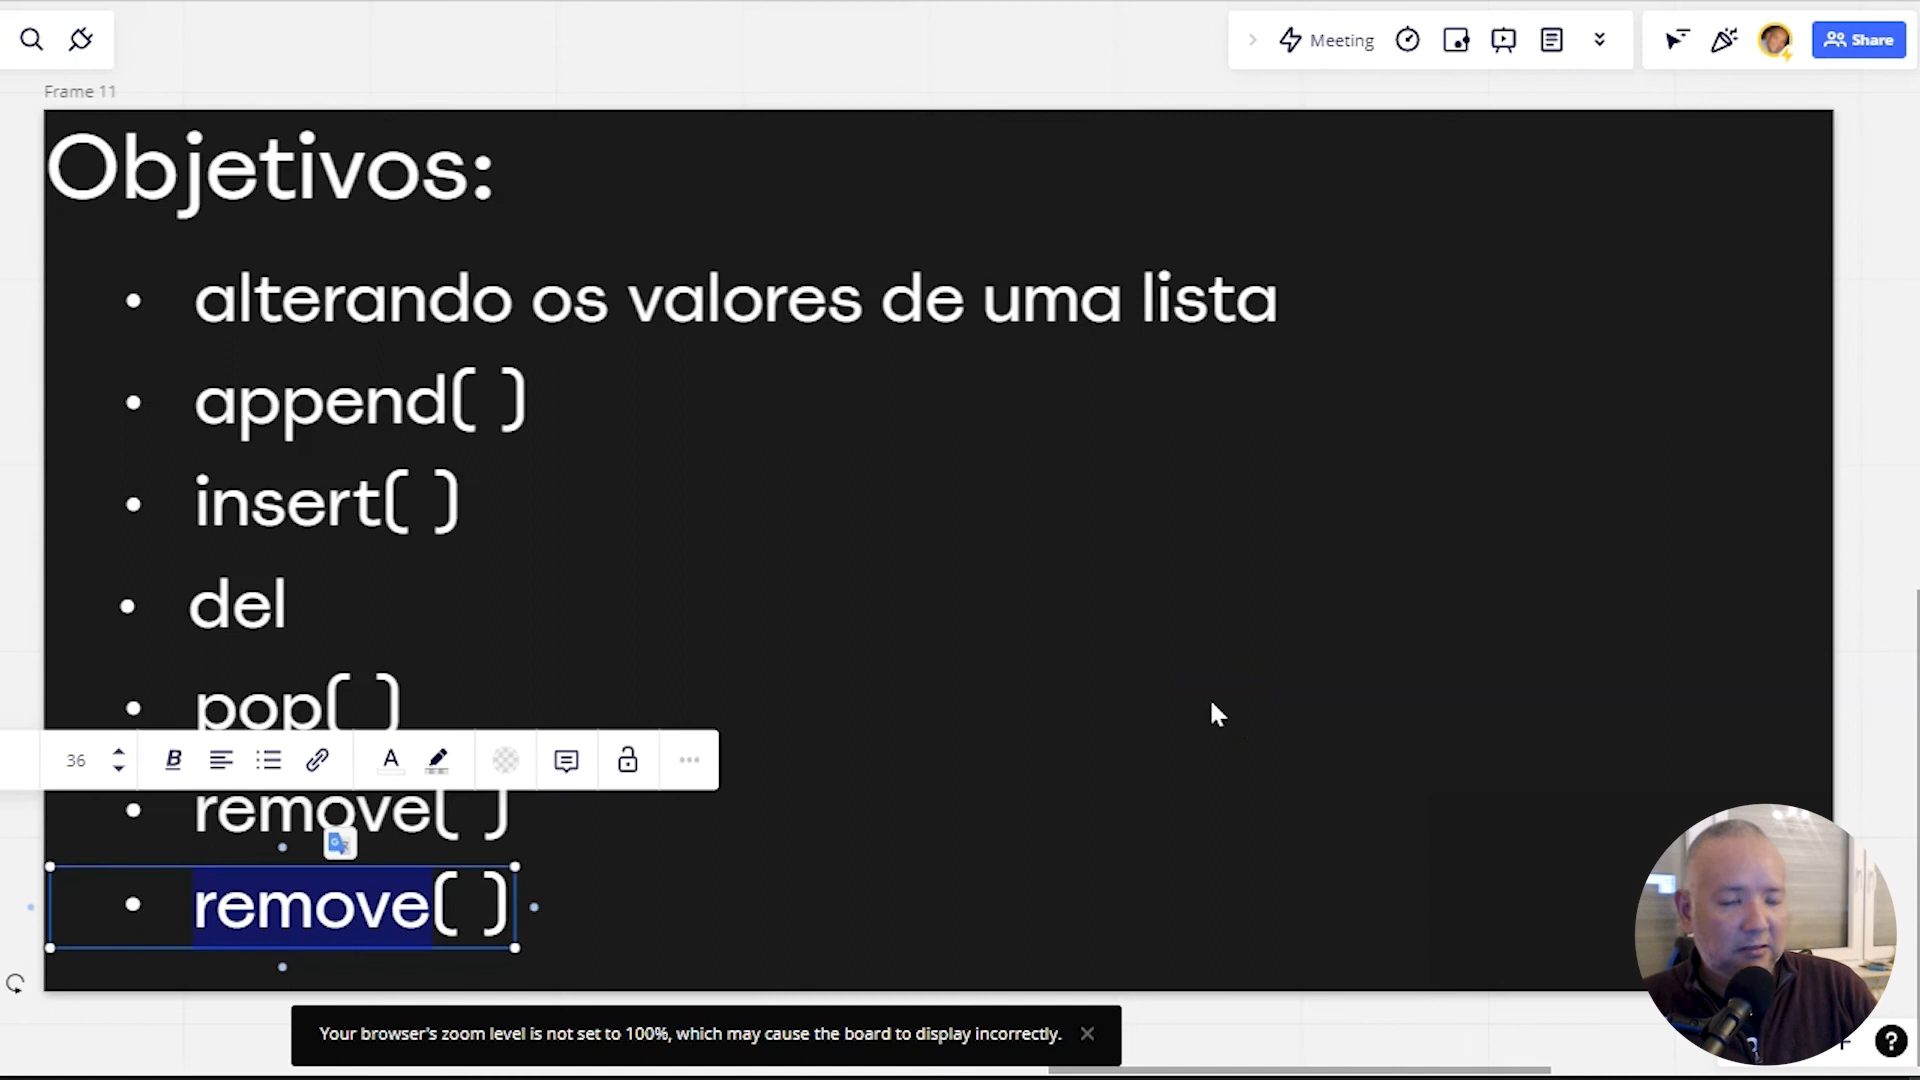 Meeting
Share
Frame 11
Objetivos:
• alterando os valores de uma lista
• append( )
• insert( )
• del
• pop( )
36
B
A
• remove( )
• remove( )
Your browser's zoom level is not set to 100%, which may cause the board to display incorrectly.
?